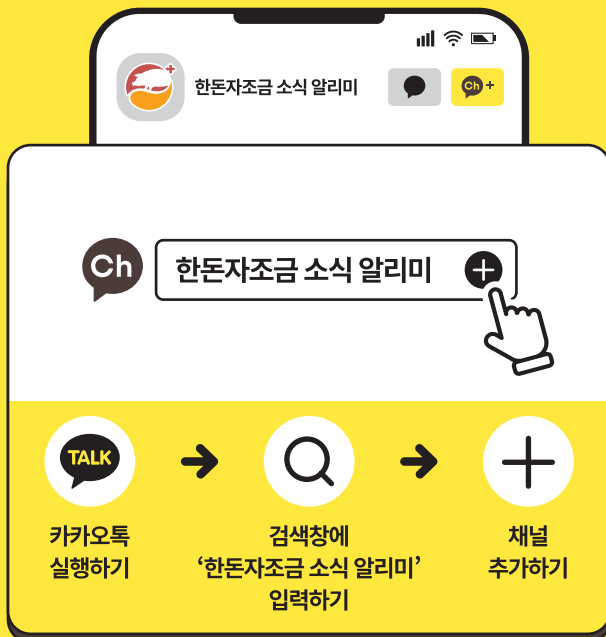 한돈자조금 소식 알리미
Ch+
Ch
한돈자조금 소식 알리미
TALK
카카오톡
실행하기
검색창에
‘한돈자조금 소식 알리미’
입력하기
채널
추가하기